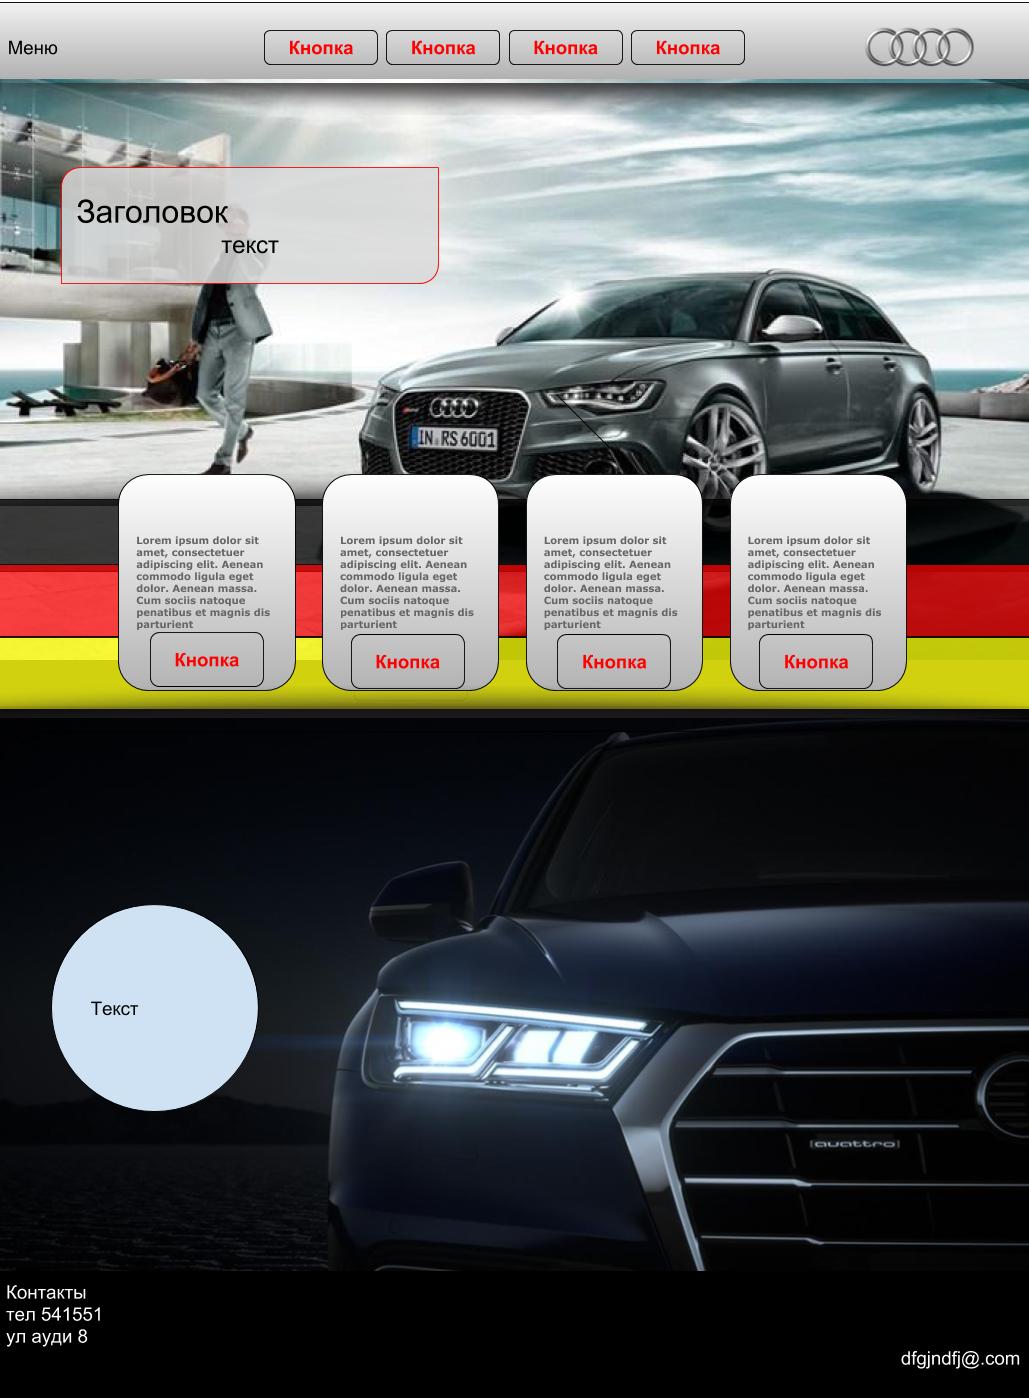 Меню
Кнопка
Кнопка
Кнопка
Кнопка
Заголовок
текст
IN RS 6001
Lorem ipsum dolor sit
amet, consectetuer
adipiscing elit. Aenean
commodo ligula eget
dolor. Aenean massa.
Cum sociis natoque
penatibus et magnis dis
parturient
Кнопка
Lorem ipsum dolor sit
amet, consectetuer
adipiscing elit. Aenean
commodo ligula eget
dolor. Aenean massa.
Cum sociis natoque
penatibus et magnis dis
parturient
Кнопка
Lorem ipsum dolor sit
amet, consectetuer
adipiscing elit. Aenean
commodo ligula eget
dolor. Aenean massa.
Cum sociis natoque
penatibus et magnis dis
parturient
Кнопка
Lorem ipsum dolor sit
amet, consectetuer
adipiscing elit. Aenean
commodo ligula eget
dolor. Aenean massa.
Cum sociis natoque
penatibus et magnis dis
parturient
Кнопка
Текст
quattro
Контакты
тел 541551
ул ауди 8
dfgjndfj@.com